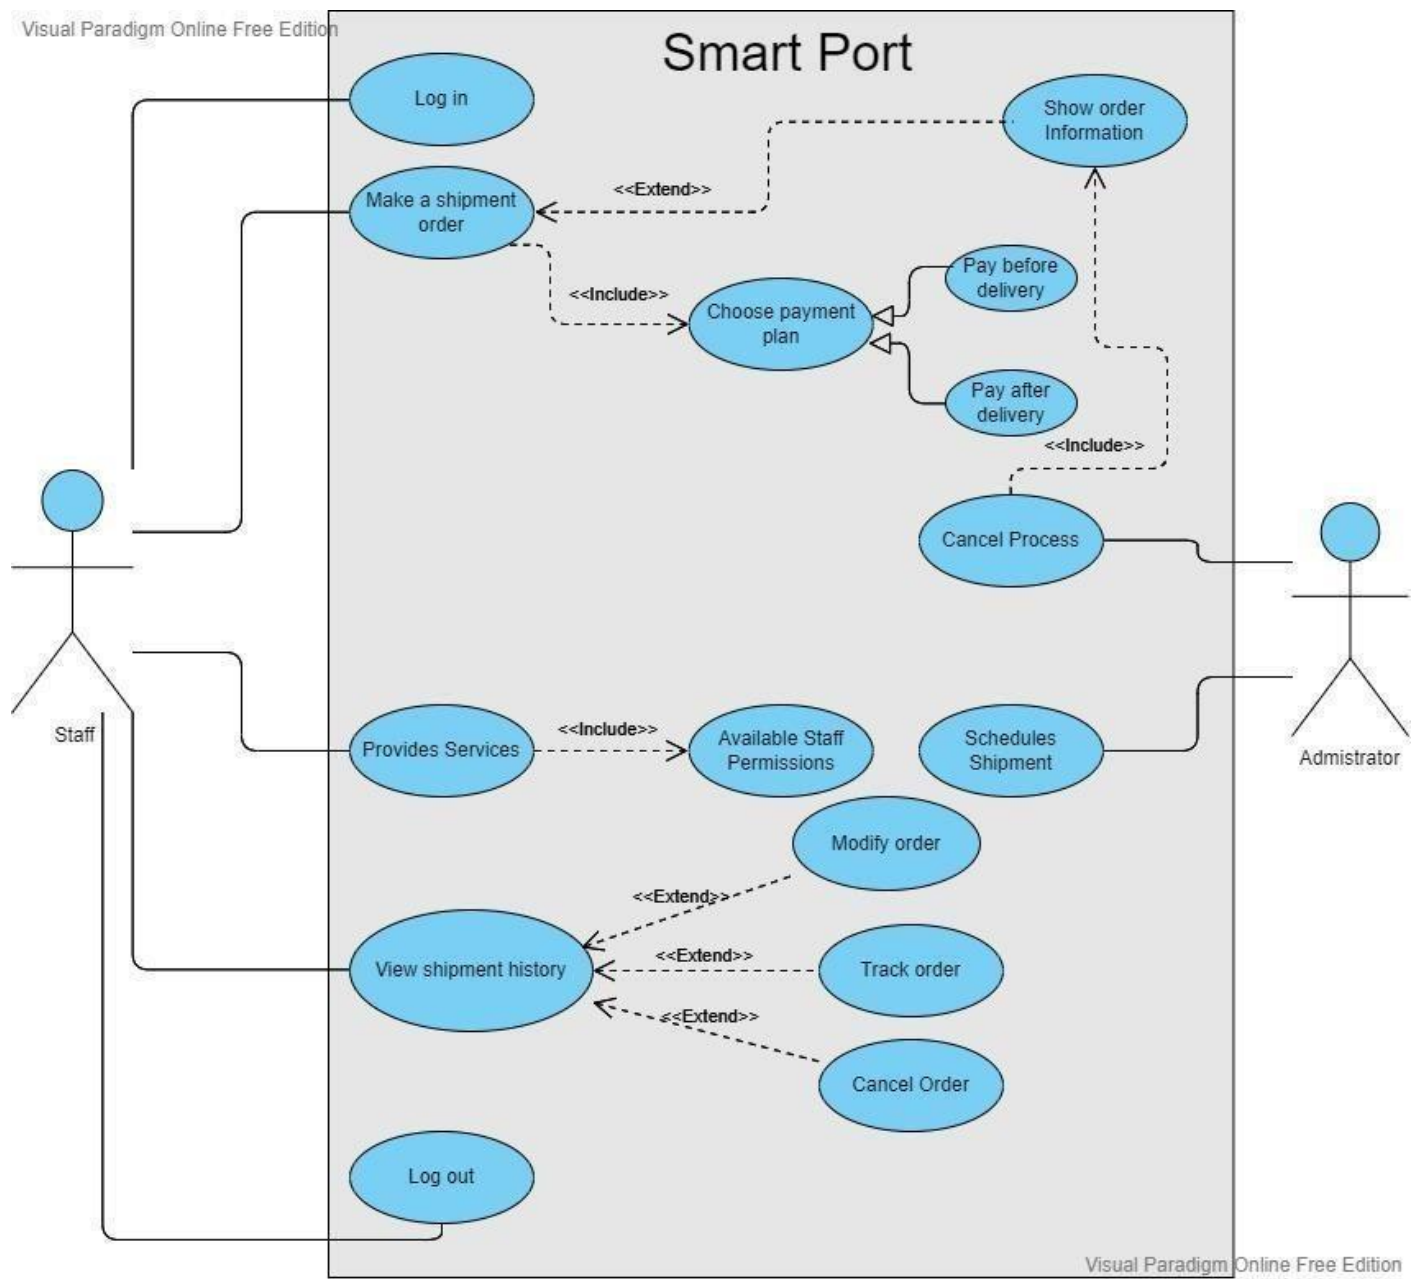 Visual Paradigm Online Free Edition
Smart Port
Log in
Show order
Information
Make a shipment
order
<<Extend>>
Pay before
delivery
<<Include>>
Choose payment
plan
Pay after
delivery
<<Include>>
Cancel Process
Staff
Provides Services
<<Include>>
Available Staff
Permissions
Schedules
Shipment
Admistrator
Modify order
<<Extend>>
View shipment history
<<Extend>>
Track order
<<Extend>>
Cancel Order
Log out
Visual Paradigm Online Free Edition